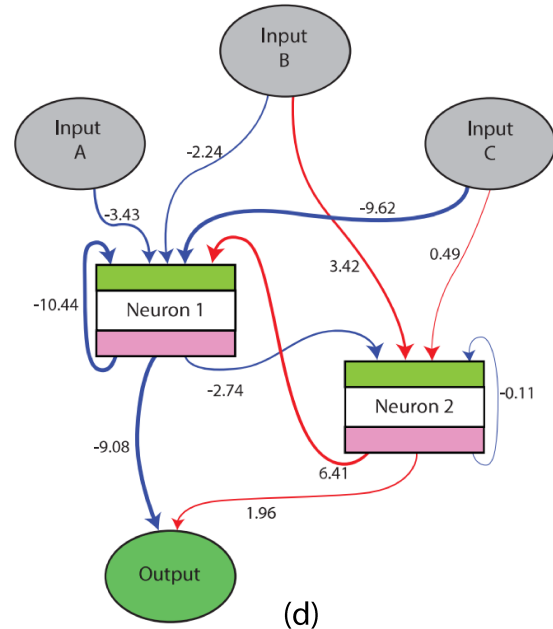 Input
B
Input
A
Input
C
-2.24
-3.43
-9.62
3.42
0.49
-10.44
Neuron 1
-2.74
-0.11
Neuron 2
-9.08
6.41
1.96
Output
(d)